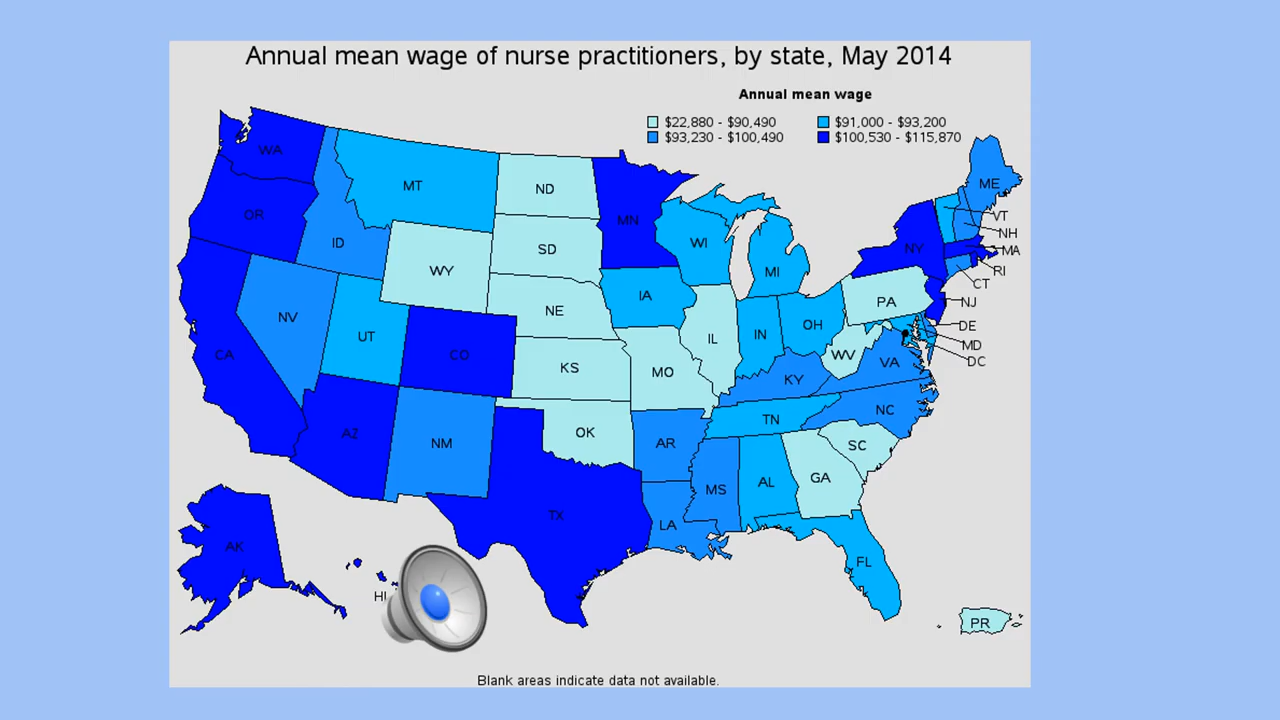 Annual mean wage of nurse practitioners, by state, May 2014
Annual mean wage
$22,880 - $90,490
$91,000 - $93,200
$93,230 - $100,490
$100,530 - $115,870
WA
MT
ND
MN
ME
OR
ID
SD
WI
VT
NH
NY
MA
WY
MI
RI
CT
NV
NE
IA
PA
NJ
UT
CO
IL
IN
OH
DE
MD
DC
CA
KS
MO
WV
VA
KY
AZ
NM
OK
AR
TN
NC
SC
MS
AL
GA
TX
LA
AK
FL
HI
PR
Blank areas indicate data not available.